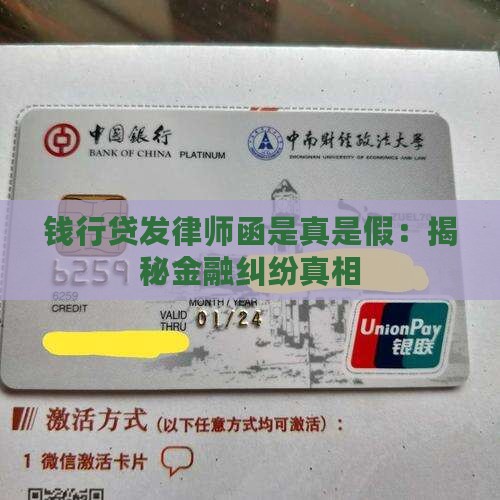 中国银行
BANK OF CHINA PLATINUM
中南财经政法大学
ZHONGNAN UNIVERSITY OF ECONOMICS AND LAW
钱行贷发律师函是真是假：揭
秘金融纠纷真相
6259
6259
CREDIT
MONTH / YEAR
VALID
THRU
01/24
UnionPay
银联
激活方式 (以下任意方式均可激活)：
1 微信激活卡片